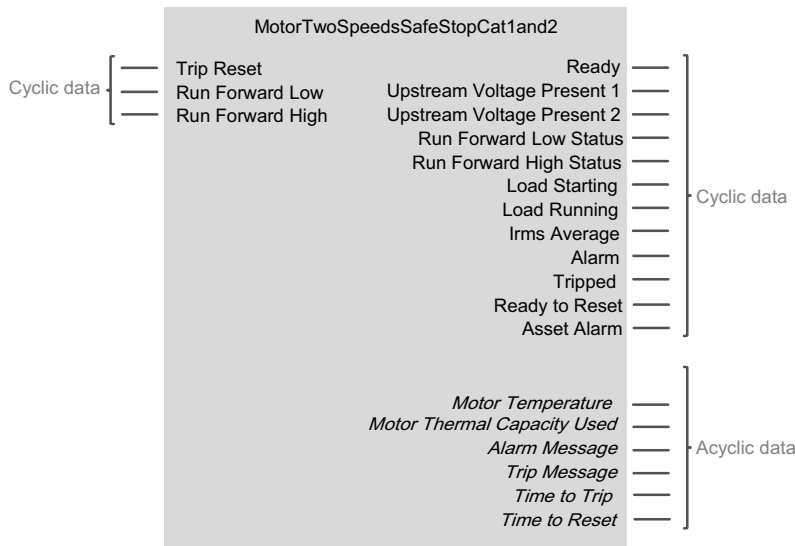 MotorTwoSpeedsSafeStopCat1and2
Cyclic data
Trip Reset
Run Forward Low
Run Forward High
Ready
Upstream Voltage Present 1
Upstream Voltage Present 2
Run Forward Low Status
Run Forward High Status
Load Starting
Load Running
Irms Average
Alarm
Tripped
Ready to Reset
Asset Alarm
Cyclic data
Motor Temperature
Motor Thermal Capacity Used
Alarm Message
Trip Message
Time to Trip
Time to Reset
Acyclic data